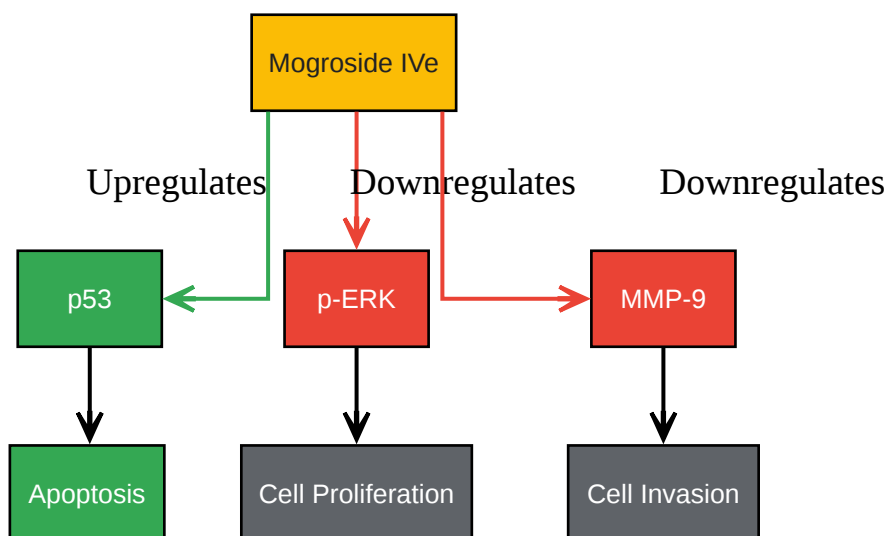 Mogroside IVe
Upregulates
Downregulates
Downregulates
p53
p-ERK
MMP-9
Apoptosis
Cell Proliferation
Cell Invasion